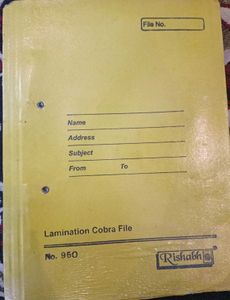 File No.
Name
Address
Subject
From To
Lamination Cobra File
No. 950
Rishabh